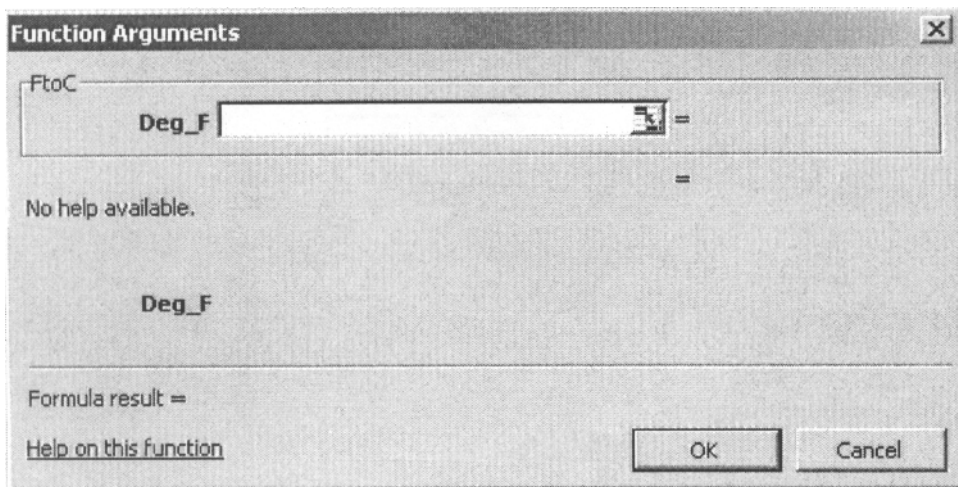 Function Arguments
FtoC
Deg_F =
=
No help available.
Deg_F
Formula result =
Help on this function
OK Cancel